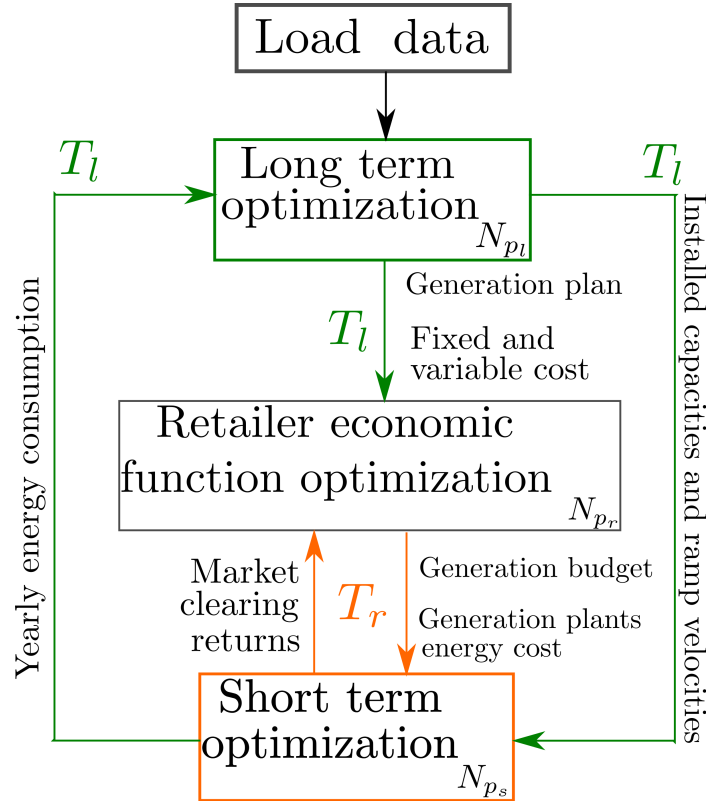 Load data
T_l
T_l
Long term
optimization
N_{p_l}
Generation plan
T_l
Fixed and
variable cost
Yearly energy consumption
Installed capacities and ramp velocities
Retailer economic
function optimization
N_{p_r}
Market
clearing
returns
T_r
Generation budget
Generation plants
energy cost
Short term
optimization
N_{p_s}